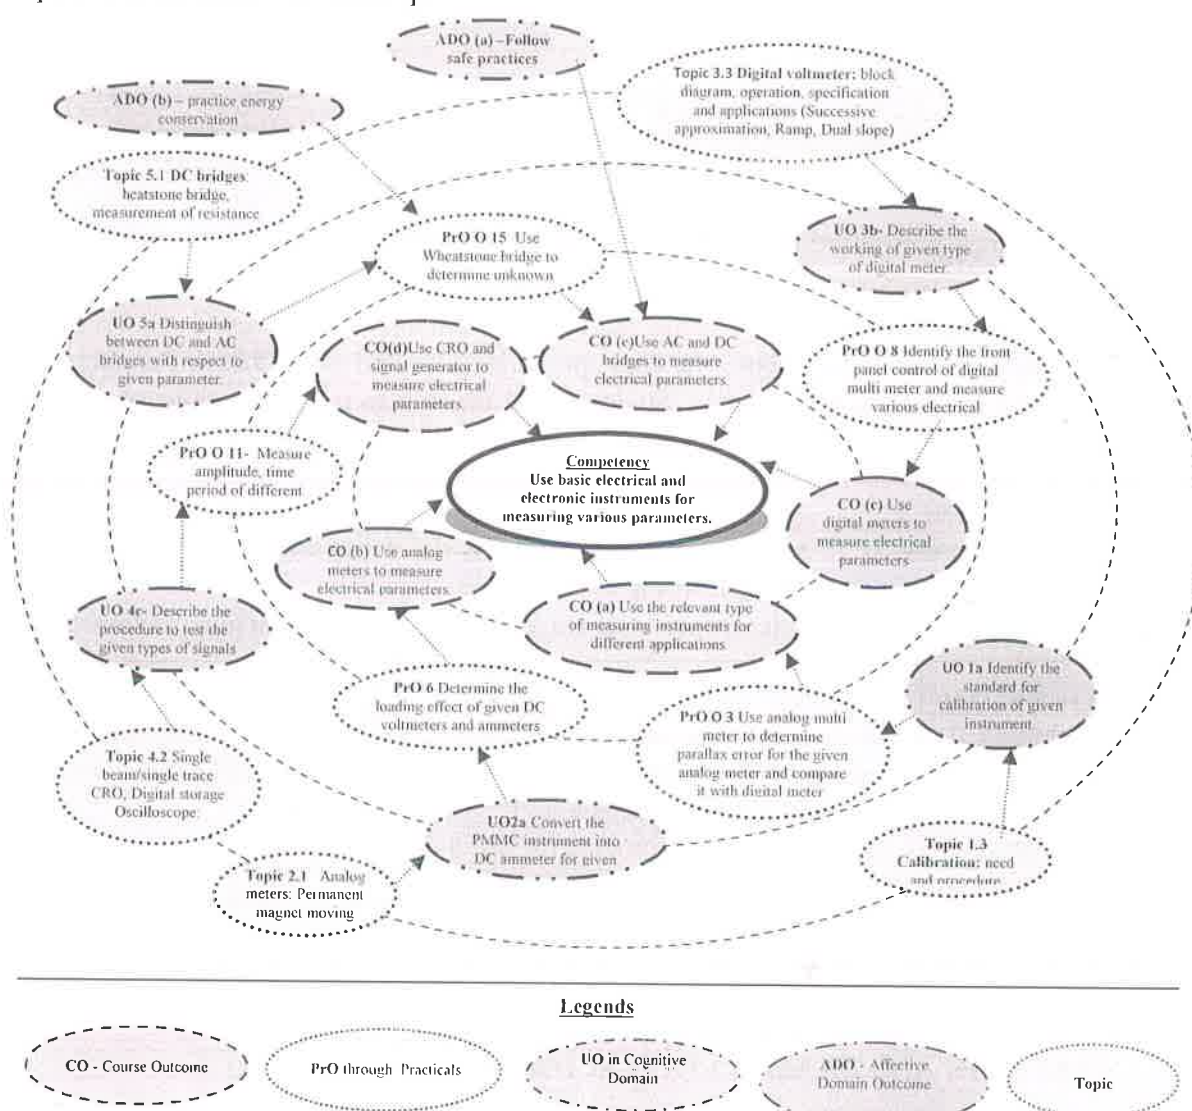 ADO (a) –Follow
safe practices
Topic 3.3 Digital voltmeter: block
diagram, operation, specification
and applications (Successive
approximation, Ramp, Dual slope)
ADO (b) – practice energy
conservation
Topic 5.1 DC bridges:
heatstone bridge,
measurement of resistance
PrO O 15 Use
Wheatstone bridge to
determine unknown
UO 3b- Describe the
working of given type
of digital meter.
UO 5a Distinguish
between DC and AC
bridges with respect to
given parameter.
CO(d)Use CRO and
signal generator to
measure electrical
parameters.
CO (e)Use AC and DC
bridges to measure
electrical parameters.
PrO O 8 Identify the front
panel control of digital
multi meter and measure
various electrical
PrO O 11- Measure
amplitude, time
period of different
Competency
Use basic electrical and
electronic instruments for
measuring various parameters.
CO (c) Use
digital meters to
measure electrical
parameters
CO (b) Use analog
meters to measure
electrical parameters.
CO (a) Use the relevant type
of measuring instruments for
different applications.
UO 4c- Describe the
procedure to test the
given types of signals
UO 1a Identify the
standard for
calibration of given
instrument.
PrO 6 Determine the
loading effect of given DC
voltmeters and ammeters
PrO O 3 Use analog multi
meter to determine
parallax error for the given
analog meter and compare
it with digital meter
Topic 4.2 Single
beam/single trace
CRO, Digital storage
Oscilloscope.
UO2a Convert the
PMMC instrument into
DC ammeter for given
Topic 1.3
Calibration: need
and procedure
Topic 2.1 Analog
meters: Permanent
magnet moving
Legends
CO - Course Outcome
PrO through Practicals
UO in Cognitive
Domain
ADO - Affective
Domain Outcome
Topic